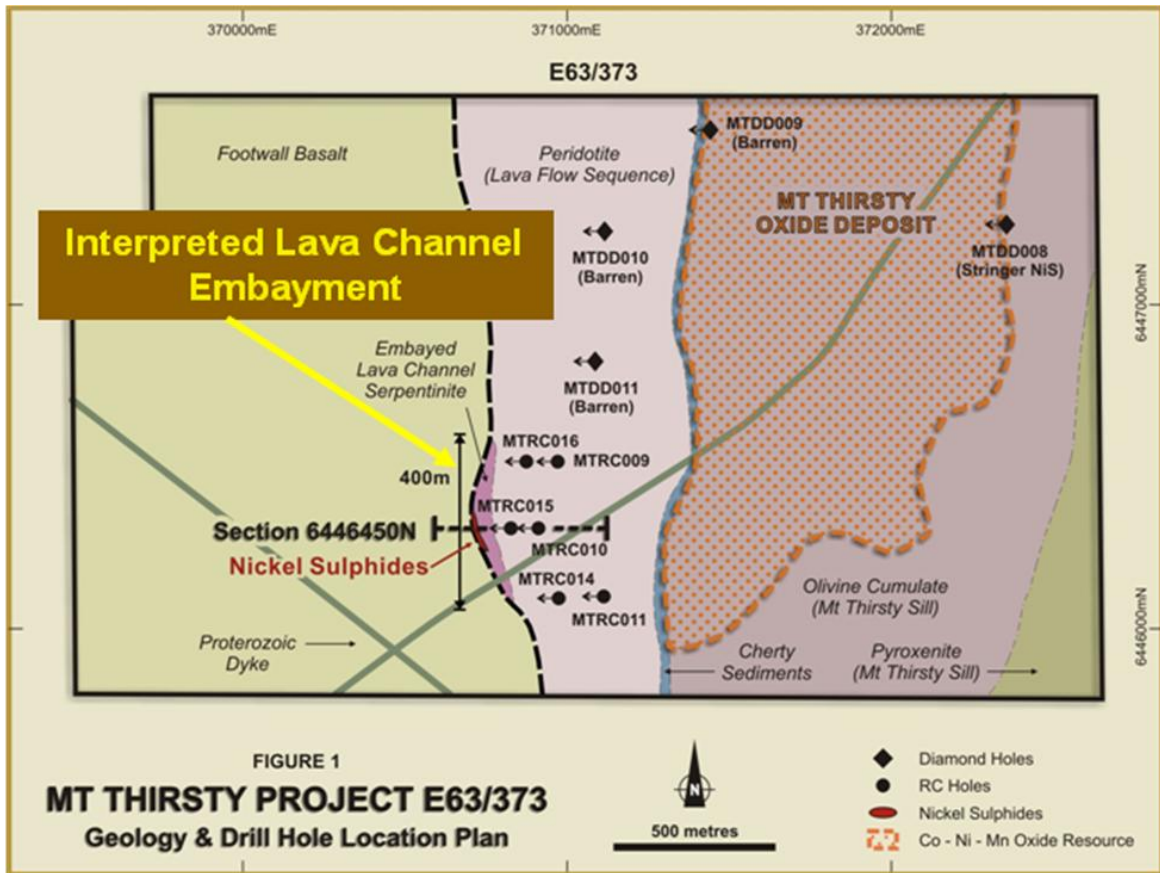 370000mE
371000mE
372000mE
E63/373
Footwall Basalt
Peridotite
(Lava Flow Sequence)
MTDD009
(Barren)
MT THIRSTY
OXIDE DEPOSIT
Interpreted Lava Channel
Embayment
MTDD010
(Barren)
MTDD008
(Stringer NiS)
6447000mN
Embayed
Lava Channel
Serpentinite
MTDD011
(Barren)
MTRC016
MTRC009
400m
MTRC015
Section 6446450N
MTRC010
Nickel Sulphides
MTRC014
MTRC011
Olivine Cumulate
(Mt Thirsty Sill)
6446000mN
Proterozoic
Dyke
Cherty
Sediments
Pyroxenite
(Mt Thirsty Sill)
FIGURE 1
MT THIRSTY PROJECT E63/373
Geology & Drill Hole Location Plan
N
500 metres
Diamond Holes
RC Holes
Nickel Sulphides
Co - Ni - Mn Oxide Resource